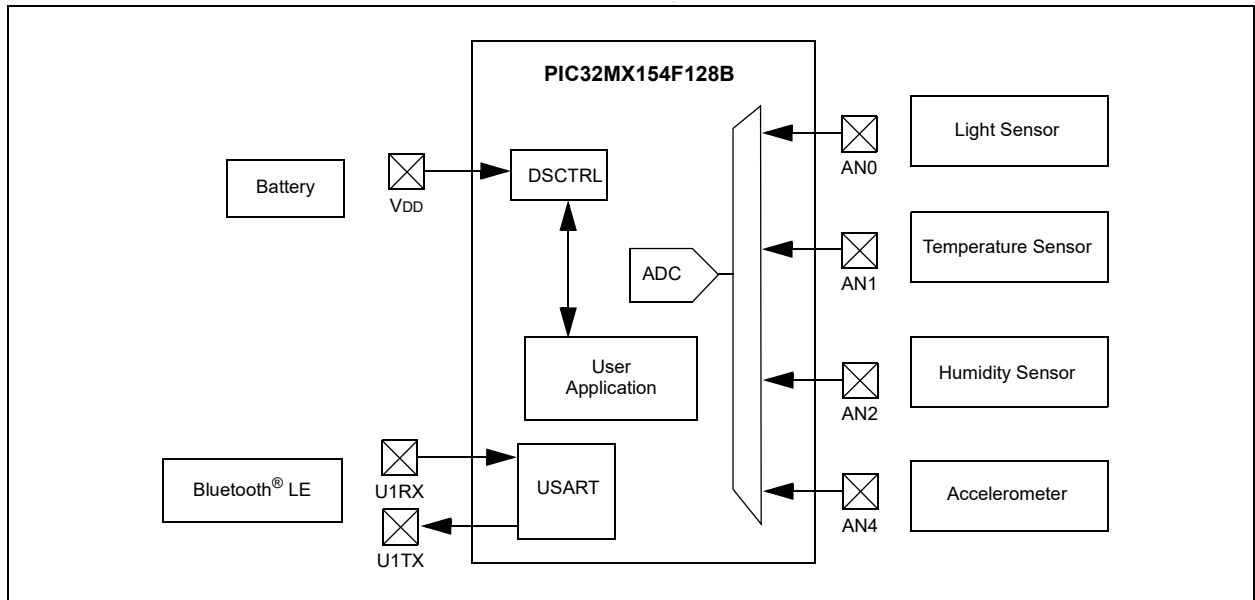 PIC32MX154F128B
Light Sensor
AN0
Battery
VDD
DSCTRL
Temperature Sensor
AN1
ADC
User
Application
Humidity Sensor
AN2
Bluetooth® LE
U1RX
U1TX
USART
Accelerometer
AN4